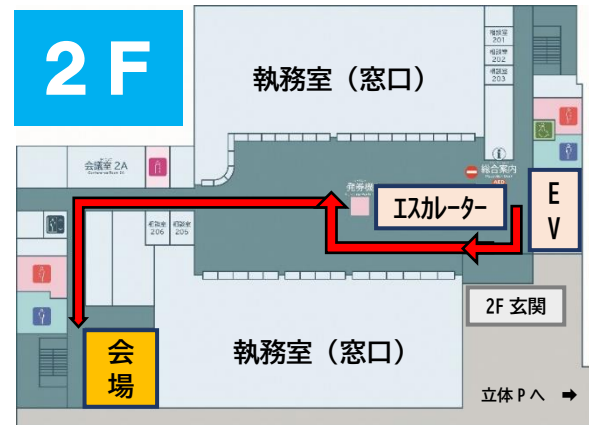 2F
相談室
201
相談室
202
相談室
203
執務室（窓口）
会議室 2A
総合案内
AED
発券機
エスカレーター
EV
相談室
206
相談室
205
2F 玄関
会場
執務室（窓口）
立体Pへ ➡